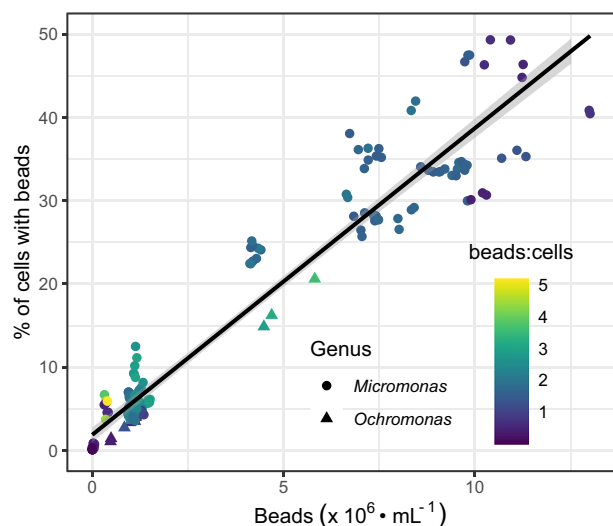 50
40
30
20
10
0
% of cells with beads
beads:cells
5
4
3
2
1
Genus
Micromonas
Ochromonas
0
5
10
Beads (x 10⁶ • mL⁻¹)